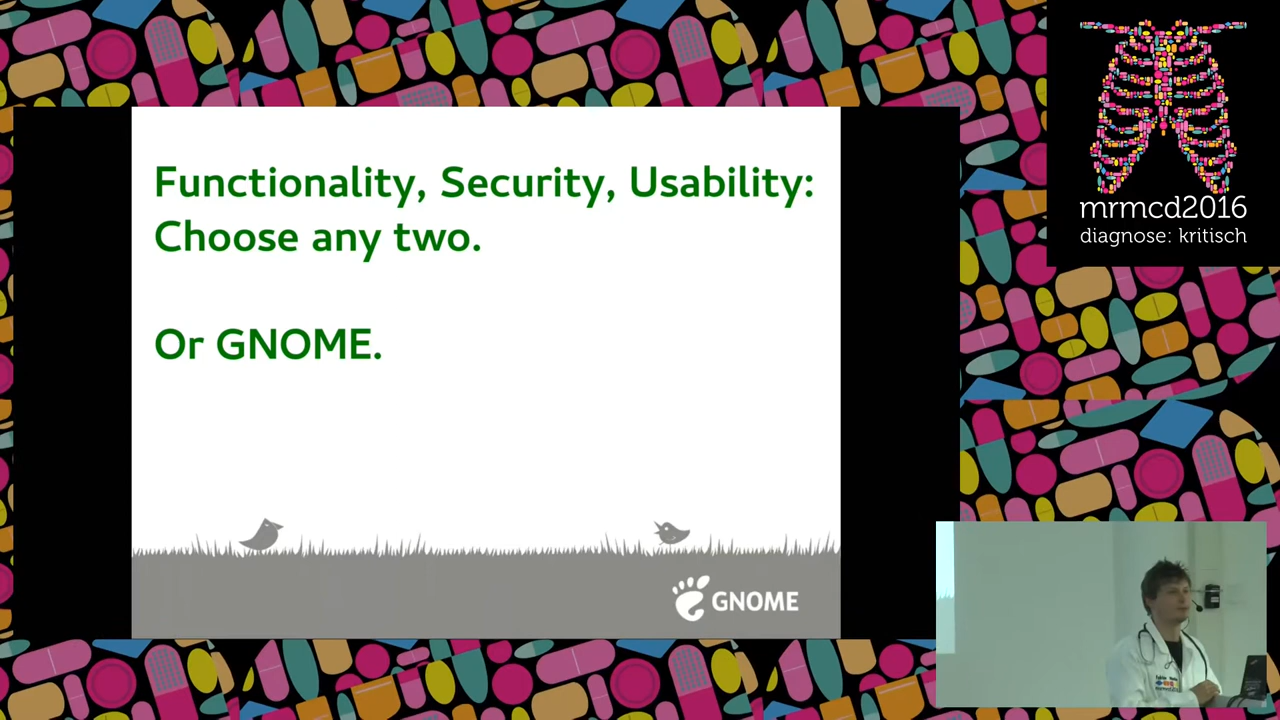 Functionality, Security, Usability:
Choose any two.
Or GNOME.
GNOME
mrmcd2016
diagnose: kritisch